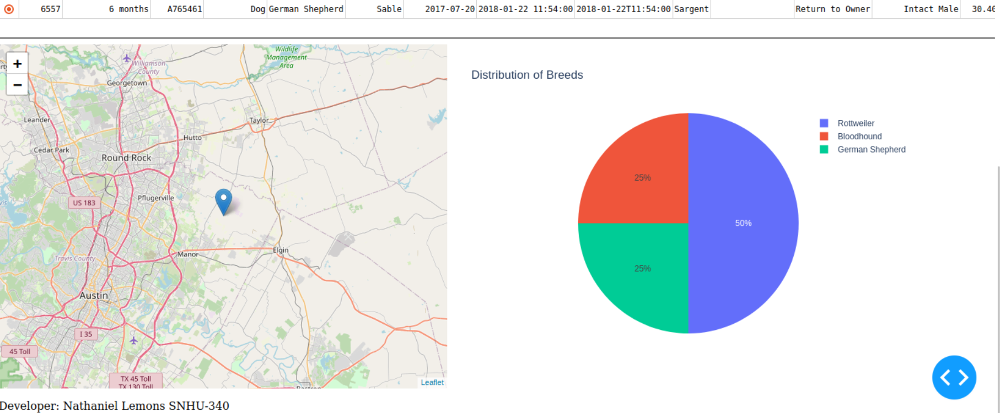 6557 6 months A765461 Dog German Shepherd Sable 2017-07-20 2018-01-22 11:54:00 2018-01-22T11:54:00 Sargent Return to Owner Intact Male 30.40
+
−
Wildlife
Management
Area
Williamson
County
Georgetown
Leander
Taylor
Hutto
Cedar Park
Round Rock
Pflugerville
US 183
Travis County
Manor
Elgin
Austin
I 35
45 Toll
TX 45 Toll
TX 130 Toll
Bastrop
Leaflet
Distribution of Breeds
Rottweiler
Bloodhound
German Shepherd
25%
50%
25%
Developer: Nathaniel Lemons SNHU-340